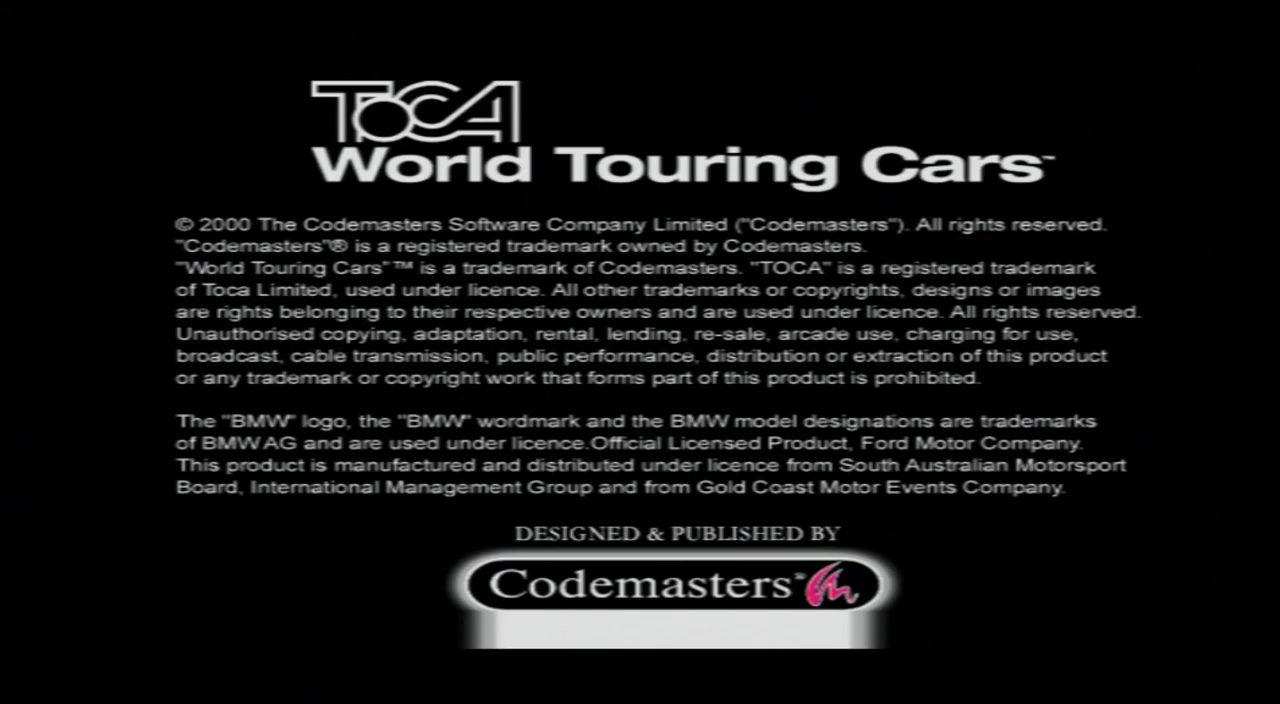 TOCA
World Touring Cars™
© 2000 The Codemasters Software Company Limited ("Codemasters"). All rights reserved.
"Codemasters"® is a registered trademark owned by Codemasters.
"World Touring Cars"™ is a trademark of Codemasters. "TOCA" is a registered trademark
of Toca Limited, used under licence. All other trademarks or copyrights, designs or images
are rights belonging to their respective owners and are used under licence. All rights reserved.
Unauthorised copying, adaptation, rental, lending, re-sale, arcade use, charging for use,
broadcast, cable transmission, public performance, distribution or extraction of this product
or any trademark or copyright work that forms part of this product is prohibited.
The "BMW" logo, the "BMW" wordmark and the BMW model designations are trademarks
of BMW AG and are used under licence.Official Licensed Product, Ford Motor Company.
This product is manufactured and distributed under licence from South Australian Motorsport
Board, International Management Group and from Gold Coast Motor Events Company.
DESIGNED & PUBLISHED BY
Codemasters™